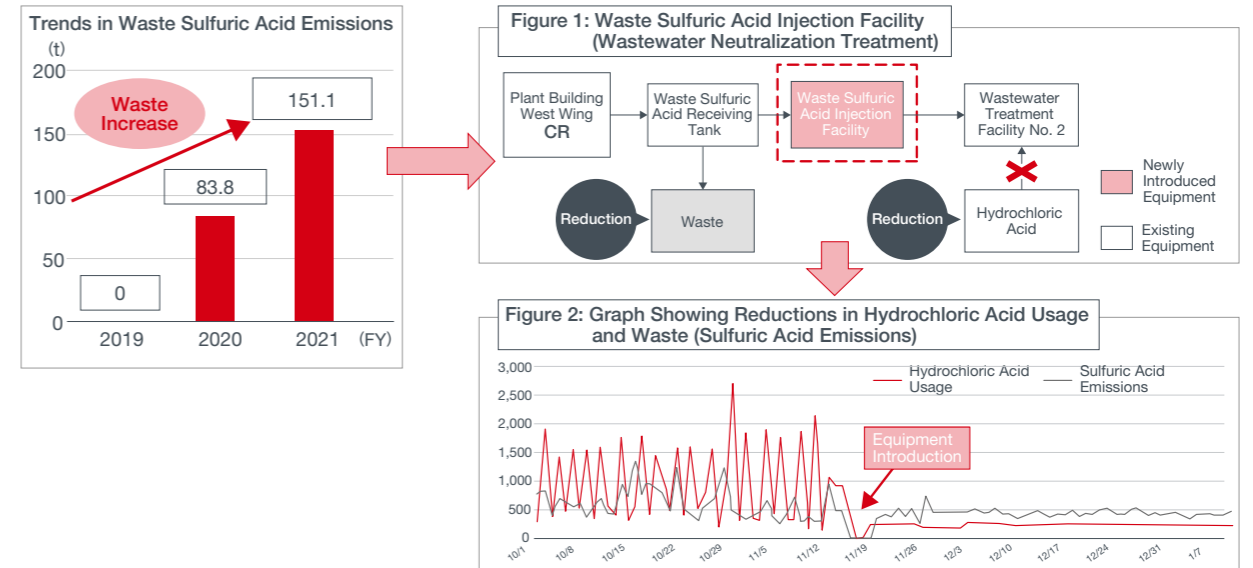 Trends in Waste Sulfuric Acid Emissions
(t)
200
150
100
50
0
Waste
Increase
0
83.8
151.1
2019
2020
2021
(FY)
Figure 1: Waste Sulfuric Acid Injection Facility
(Wastewater Neutralization Treatment)
Plant Building
West Wing
CR
Waste Sulfuric
Acid Receiving
Tank
Waste Sulfuric
Acid Injection
Facility
Wastewater
Treatment
Facility No. 2
Reduction
Waste
Reduction
Hydrochloric
Acid
Newly
Introduced
Equipment
Existing
Equipment
Figure 2: Graph Showing Reductions in Hydrochloric Acid Usage
and Waste (Sulfuric Acid Emissions)
3,000
2,500
2,000
1,500
1,000
500
0
Hydrochloric Acid
Usage
Sulfuric Acid
Emissions
Equipment
Introduction
10/1
10/8
10/15
10/22
10/29
11/5
11/12
11/19
11/26
12/3
12/10
12/17
12/24
12/31
1/7